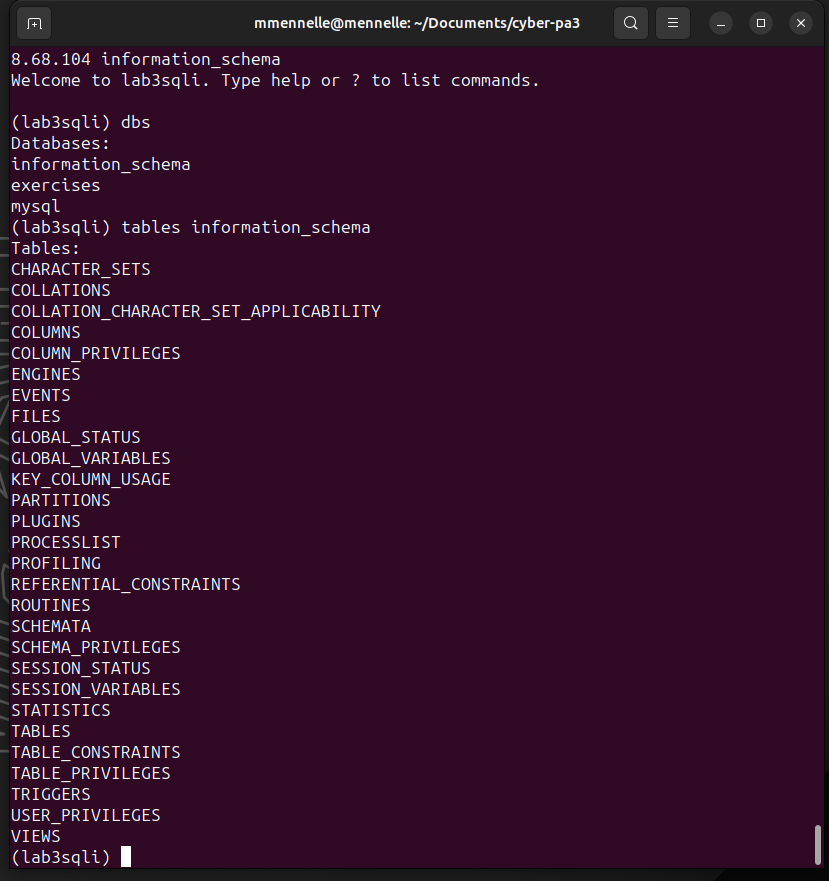 mmennelle@mennelle: ~/Documents/cyber-pa3
8.68.104 information_schema
Welcome to lab3sqli. Type help or ? to list commands.
(lab3sqli) dbs
Databases:
information_schema
exercises
mysql
(lab3sqli) tables information_schema
Tables:
CHARACTER_SETS
COLLATIONS
COLLATION_CHARACTER_SET_APPLICABILITY
COLUMNS
COLUMN_PRIVILEGES
ENGINES
EVENTS
FILES
GLOBAL_STATUS
GLOBAL_VARIABLES
KEY_COLUMN_USAGE
PARTITIONS
PLUGINS
PROCESSLIST
PROFILING
REFERENTIAL_CONSTRAINTS
ROUTINES
SCHEMATA
SCHEMA_PRIVILEGES
SESSION_STATUS
SESSION_VARIABLES
STATISTICS
TABLES
TABLE_CONSTRAINTS
TABLE_PRIVILEGES
TRIGGERS
USER_PRIVILEGES
VIEWS
(lab3sqli)